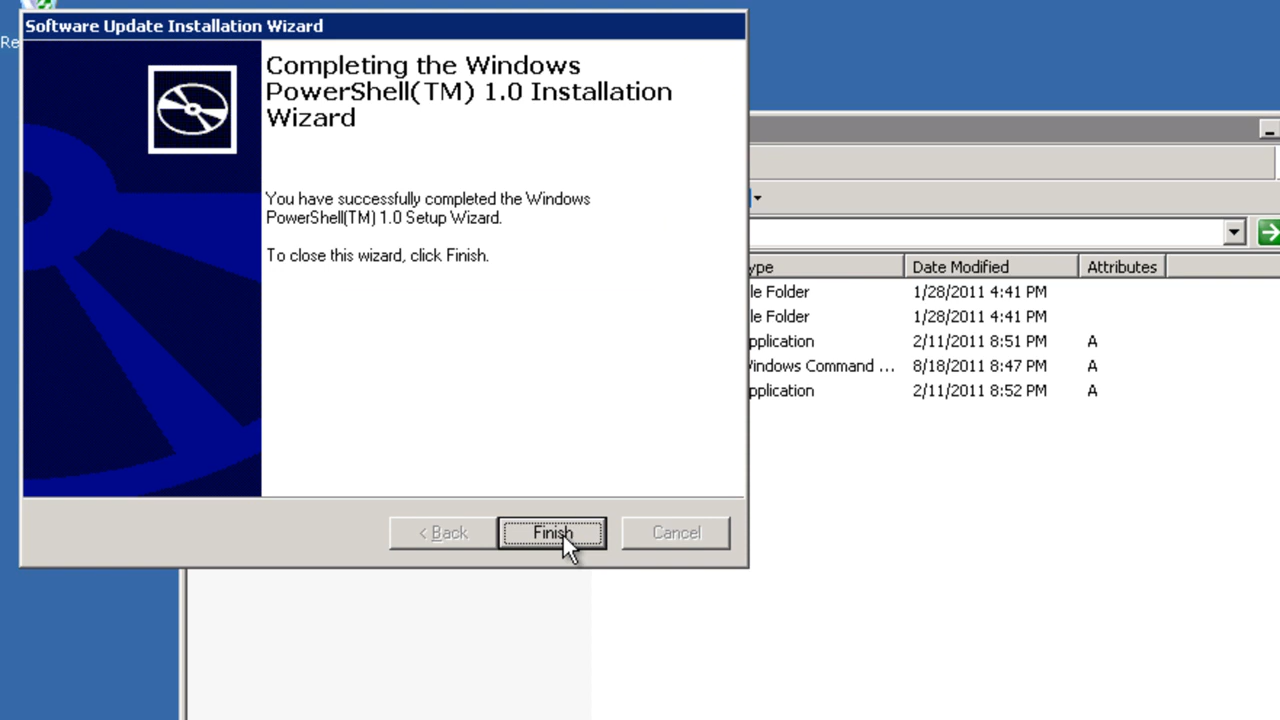 Software Update Installation Wizard
Re
Completing the Windows
PowerShell(TM) 1.0 Installation
Wizard
You have successfully completed the Windows
PowerShell(TM) 1.0 Setup Wizard.
To close this wizard, click Finish.
< Back
Finish
Cancel
ype Date Modified Attributes
le Folder 1/28/2011 4:41 PM
le Folder 1/28/2011 4:41 PM
pplication 2/11/2011 8:51 PM A
indows Command ... 8/18/2011 8:47 PM A
pplication 2/11/2011 8:52 PM A